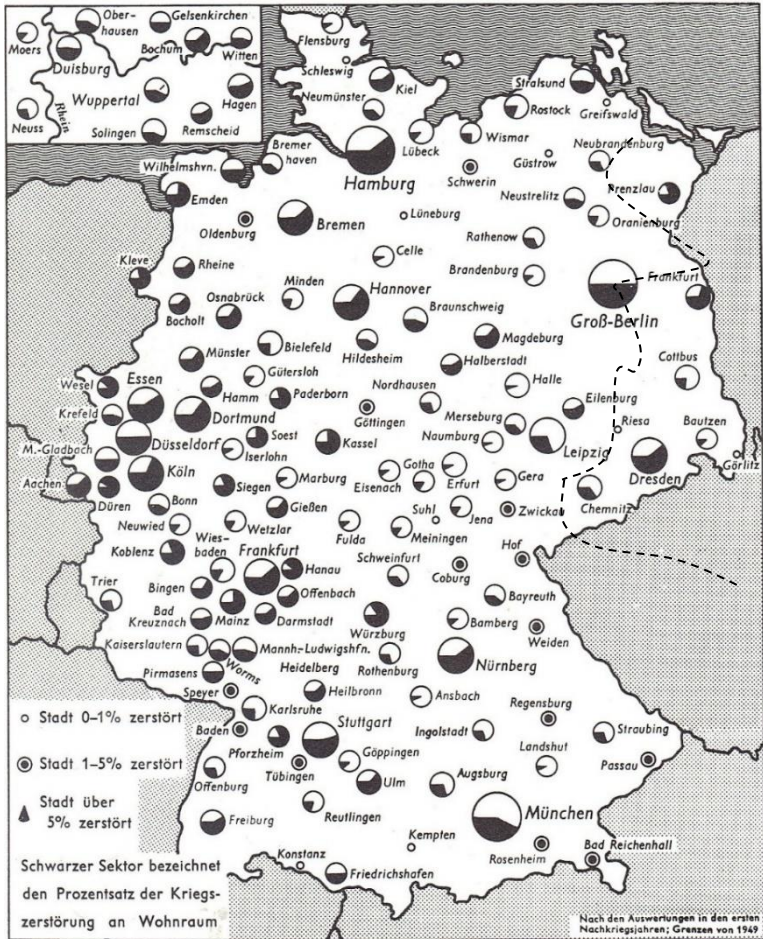 Ober-
hausen
Gelsenkirchen
Moers
Bochum
Witten
Duisburg
Wuppertal
Hagen
Rhein
Neuss
Solingen
Remscheid
Flensburg
Schleswig
Kiel
Neumünster
Stralsund
Rostock
Greifswald
Lübeck
Wismar
Bremer
haven
Wilhelmshvn.
Hamburg
Schwerin
Güstrow
Neubrandenburg
Emden
Neustrelitz
Prenzlau
Oldenburg
Bremen
Lüneburg
Oranienburg
Rathenow
Celle
Kleve
Rheine
Brandenburg
Frankfurt
Minden
Hannover
Osnabrück
Braunschweig
Groß-Berlin
Bocholt
Magdeburg
Münster
Bielefeld
Hildesheim
Halberstadt
Cottbus
Wesel
Essen
Gütersloh
Hamm
Paderborn
Nordhausen
Halle
Eilenburg
Krefeld
Dortmund
Göttingen
Merseburg
Riesa
Bautzen
Düsseldorf
Soest
Kassel
Naumburg
Leipzig
M.-Gladbach
Iserlohn
Görlitz
Köln
Gotha
Dresden
Aachen
Siegen
Marburg
Eisenach
Erfurt
Gera
Düren
Bonn
Gießen
Chemnitz
Neuwied
Wetzlar
Suhl
Jena
Zwickau
Fulda
Meiningen
Wies-
baden
Koblenz
Frankfurt
Hof
Hanau
Schweinfurt
Coburg
Trier
Bingen
Offenbach
Bayreuth
Bad
Kreuznach
Mainz
Darmstadt
Würzburg
Bamberg
Weiden
Kaiserslautern
Mannh.-Ludwigshfn.
Worms
Rothenburg
Nürnberg
Pirmasens
Heidelberg
Speyer
Heilbronn
Ansbach
Regensburg
Karlsruhe
Stadt 0–1% zerstört
Baden
Stuttgart
Ingolstadt
Straubing
Pforzheim
Göppingen
Landshut
Stadt 1–5% zerstört
Tübingen
Passau
Offenburg
Ulm
Augsburg
Stadt über
5% zerstört
Reutlingen
Freiburg
München
Kempten
Rosenheim
Bad Reichenhall
Konstanz
Friedrichshafen
Schwarzer Sektor bezeichnet
den Prozentsatz der Kriegs-
zerstörung an Wohnraum
Nach den Auswertungen in den ersten
Nachkriegsjahren; Grenzen von 1949